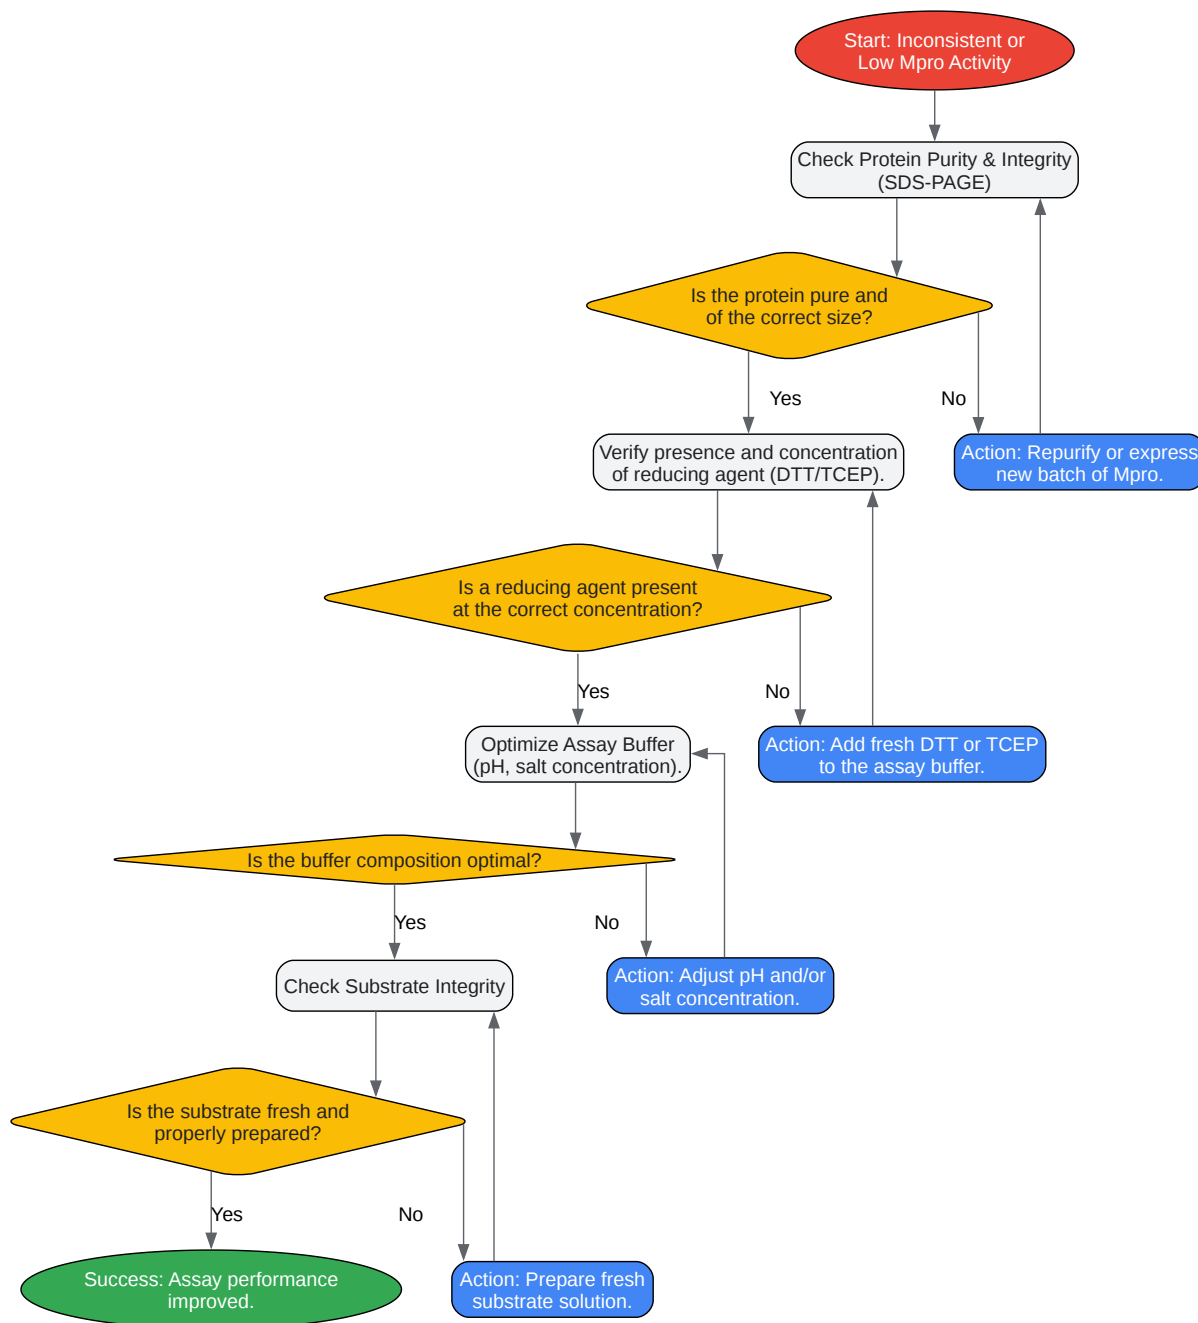 Start: Inconsistent or
Low Mpro Activity
Check Protein Purity & Integrity
(SDS-PAGE)
Is the protein pure and
of the correct size?
Yes
No
Verify presence and concentration
of reducing agent (DTT/TCEP).
Action: Repurify or express
new batch of Mpro.
Is a reducing agent present
at the correct concentration?
Yes
No
Optimize Assay Buffer
(pH, salt concentration).
Action: Add fresh DTT or TCEP
to the assay buffer.
Is the buffer composition optimal?
Yes
No
Check Substrate Integrity
Action: Adjust pH and/or
salt concentration.
Is the substrate fresh and
properly prepared?
Yes
No
Success: Assay performance
improved.
Action: Prepare fresh
substrate solution.